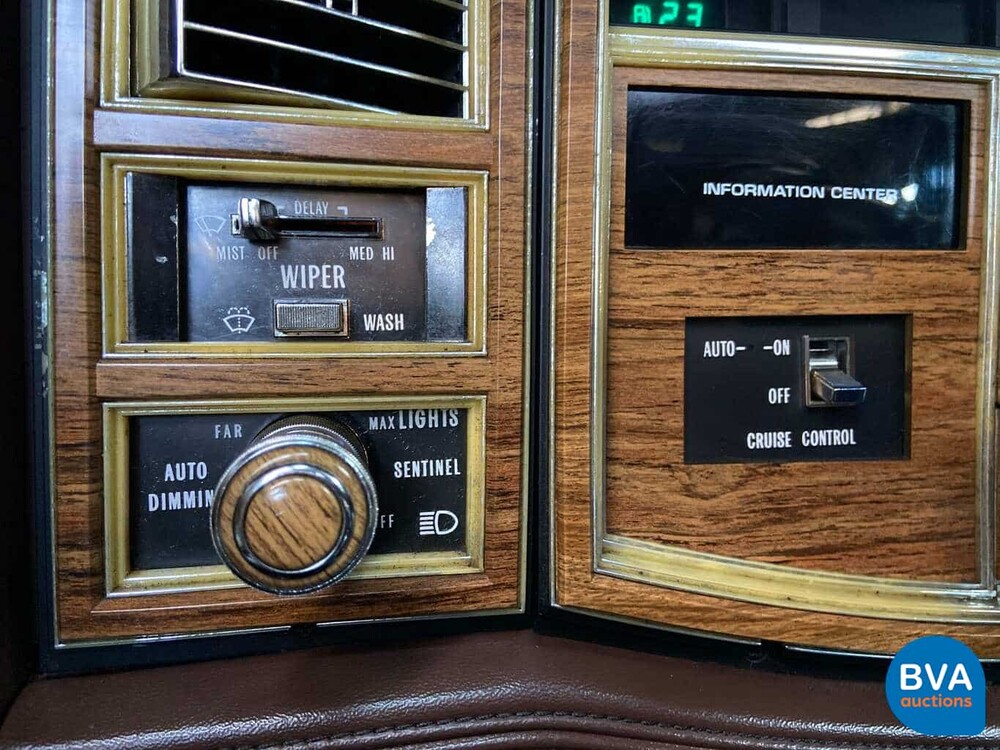 23
INFORMATION CENTER
DELAY
MIST OFF MED HI
WIPER
WASH
AUTO- -ON
OFF
CRUISE CONTROL
FAR
MAX LIGHTS
AUTO
SENTINEL
DIMMIN
FF
BVA
auctions